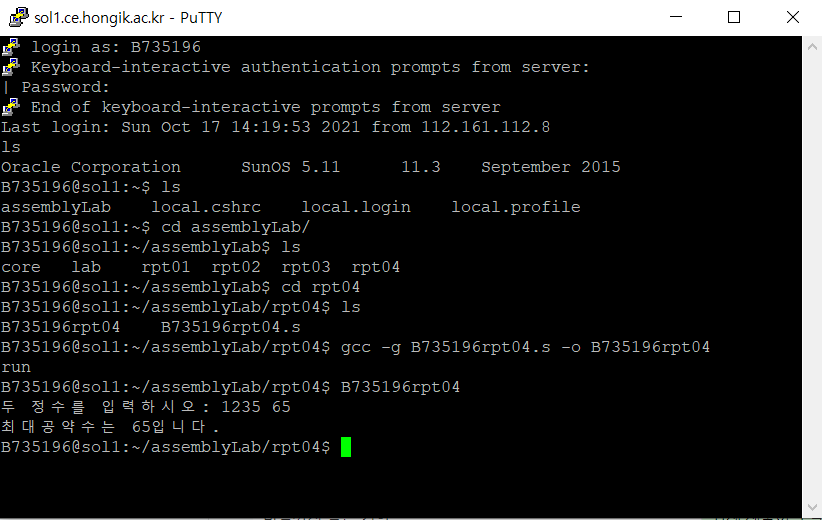 sol1.ce.hongik.ac.kr - PuTTY
login as: B735196
Keyboard-interactive authentication prompts from server:
| Password:
End of keyboard-interactive prompts from server
Last login: Sun Oct 17 14:19:53 2021 from 112.161.112.8
ls
Oracle Corporation      SunOS 5.11      11.3    September 2015
B735196@sol1:~$ ls
assemblyLab    local.cshrc    local.login    local.profile
B735196@sol1:~$ cd assemblyLab/
B735196@sol1:~/assemblyLab$ ls
core   lab    rpt01  rpt02  rpt03  rpt04
B735196@sol1:~/assemblyLab$ cd rpt04
B735196@sol1:~/assemblyLab/rpt04$ ls
B735196rpt04    B735196rpt04.s
B735196@sol1:~/assemblyLab/rpt04$ gcc -g B735196rpt04.s -o B735196rpt04
run
B735196@sol1:~/assemblyLab/rpt04$ B735196rpt04
두 정수를 입력하시오: 1235 65
최대공약수는 65입니다.
B735196@sol1:~/assemblyLab/rpt04$